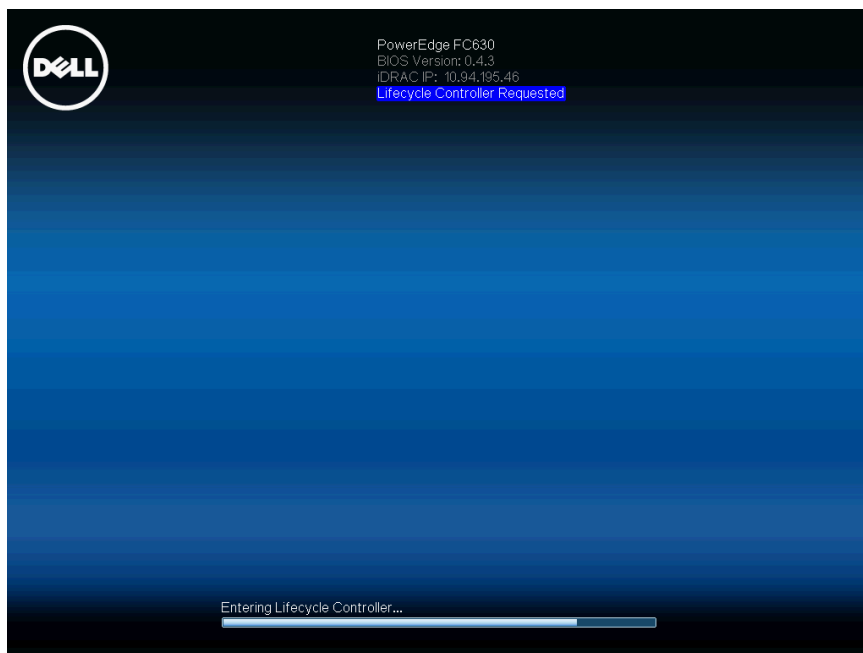 DELL
PowerEdge FC630
BIOS Version: 0.4.3
iDRAC IP: 10.94.195.46
Lifecycle Controller Requested
Entering Lifecycle Controller...